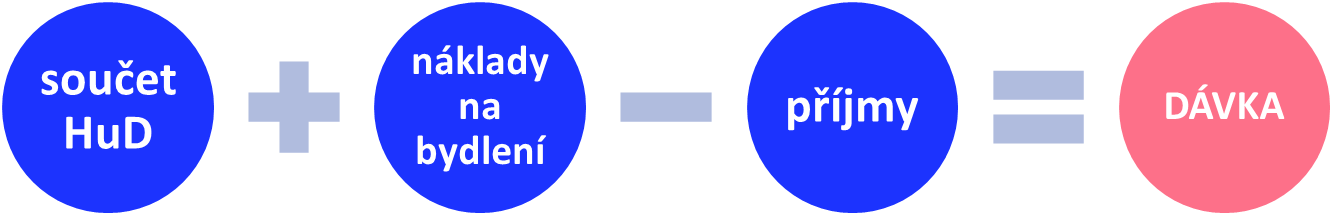 součet
HuD
+
náklady
na
bydlení
−
příjmy
=
DÁVKA